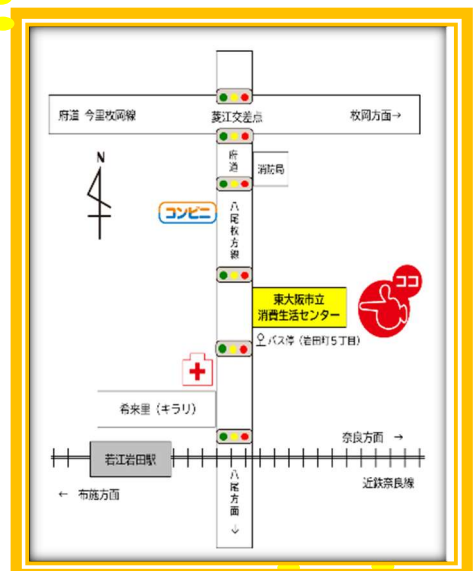 府道 今里枚岡線
菱江交差点
枚岡方面→
府道
消防局
N
コンビニ
八尾枚方線
ココ
東大阪市立
消費生活センター
バス停（岩田町5丁目）
希来里（キラリ）
奈良方面 →
若江岩田駅
← 布施方面
八尾方面↓
近鉄奈良線